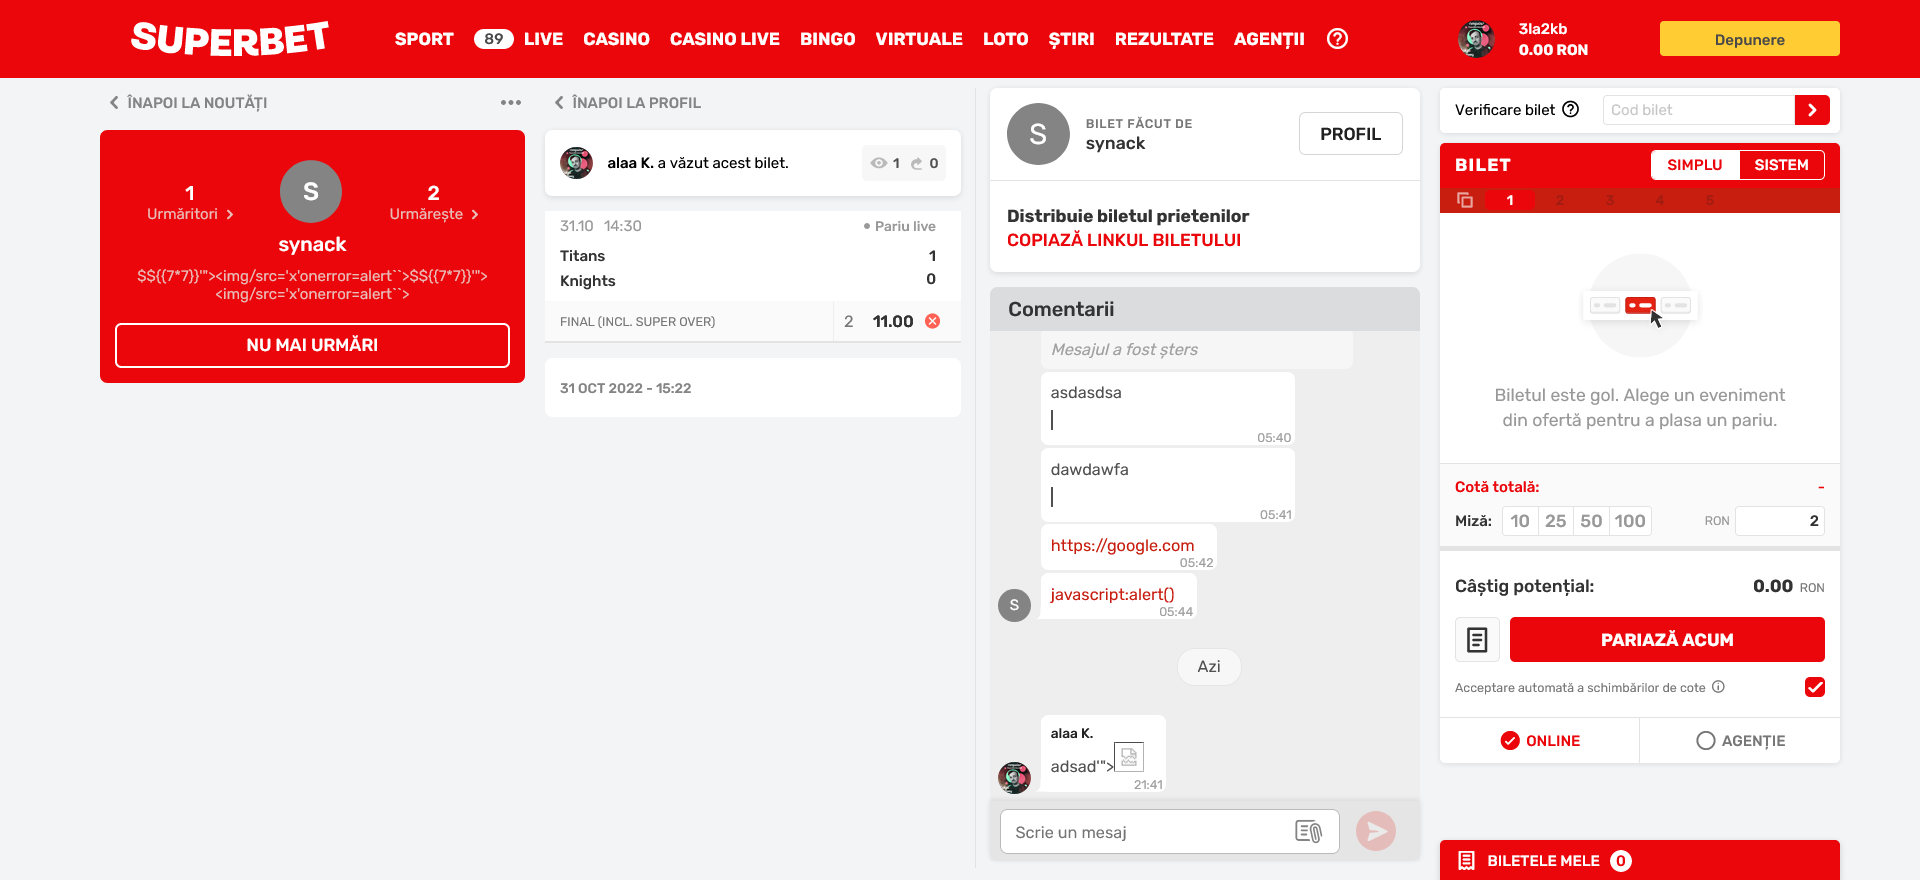 SUPERBET
SPORT 89 LIVE CASINO CASINO LIVE BINGO VIRTUALE LOTO ȘTIRI REZULTATE AGENȚII
3la2kb
0.00 RON
Depunere
ÎNAPOI LA NOUTĂȚI
1
Urmăritori
S
2
Urmărește
synack
$${{7*7}}'"><img/src='x'onerror=alert``>$${{7*7}}'">
<img/src='x'onerror=alert``>
NU MAI URMĂRI
ÎNAPOI LA PROFIL
alaa K. a văzut acest bilet.
1 0
31.10 14:30
Pariu live
Titans 1
Knights 0
FINAL (INCL. SUPER OVER) 2 11.00
31 OCT 2022 - 15:22
S
BILET FĂCUT DE
synack
PROFIL
Distribuie biletul prietenilor
COPIAZĂ LINKUL BILETULUI
Comentarii
Mesajul a fost șters
asdasdsa
05:40
dawdawfa
05:41
https://google.com
05:42
S
javascript:alert()
05:44
Azi
alaa K.
adsad'">
21:41
Scrie un mesaj
Verificare bilet
Cod bilet
BILET
SIMPLU SISTEM
1 2 3 4 5
Biletul este gol. Alege un eveniment
din ofertă pentru a plasa un pariu.
Cotă totală: -
Miză: 10 25 50 100 RON 2
Câștig potențial: 0.00 RON
PARIAZĂ ACUM
Acceptare automată a schimbărilor de cote
ONLINE AGENȚIE
BILETELE MELE 0